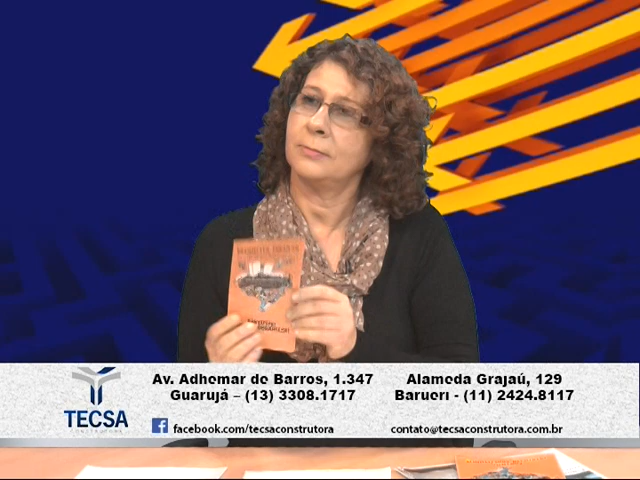 Av. Adhemar de Barros, 1.347
Guarujá – (13) 3308.1717
Alameda Grajaú, 129
Barueri - (11) 2424.8117
TECSA
facebook.com/tecsaconstrutora
contato@tecsaconstrutora.com.br